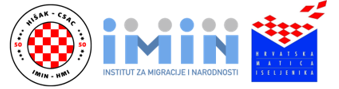 HIŠAK - CSAC
50 50
IMIN - HMI
IMIN
INSTITUT ZA MIGRACIJE I NARODNOSTI
HRVATSKA
MATICA
ISELJENIKA